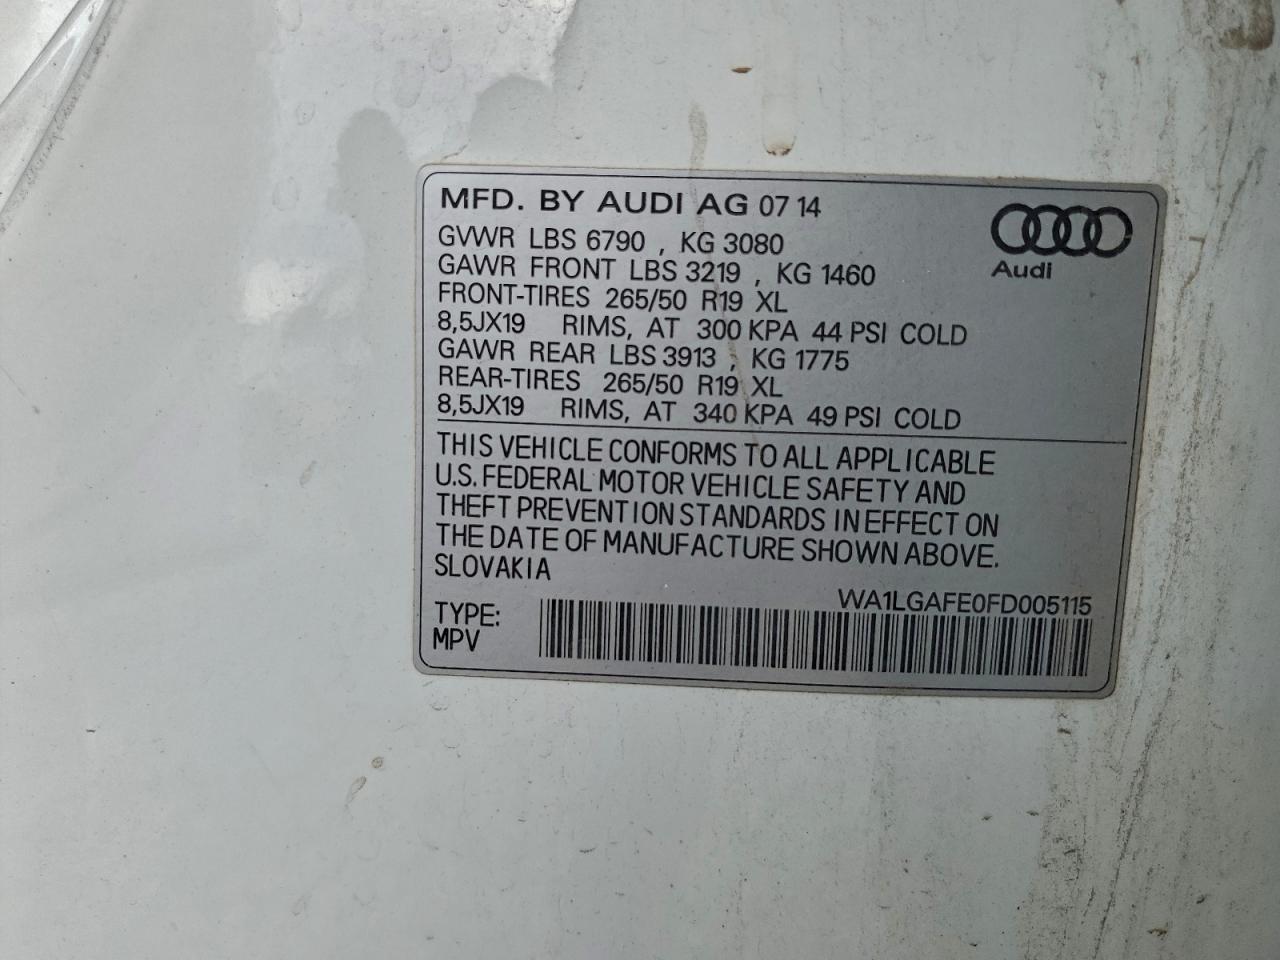 MFD. BY AUDI AG 07 14
GVWR LBS 6790 , KG 3080
GAWR FRONT LBS 3219 , KG 1460
FRONT-TIRES 265/50 R19 XL
8,5JX19 RIMS, AT 300 KPA 44 PSI COLD
GAWR REAR LBS 3913 , KG 1775
REAR-TIRES 265/50 R19 XL
8,5JX19 RIMS, AT 340 KPA 49 PSI COLD
Audi
THIS VEHICLE CONFORMS TO ALL APPLICABLE
U.S. FEDERAL MOTOR VEHICLE SAFETY AND
THEFT PREVENTION STANDARDS IN EFFECT ON
THE DATE OF MANUFACTURE SHOWN ABOVE.
SLOVAKIA
WA1LGAFE0FD005115
TYPE:
MPV